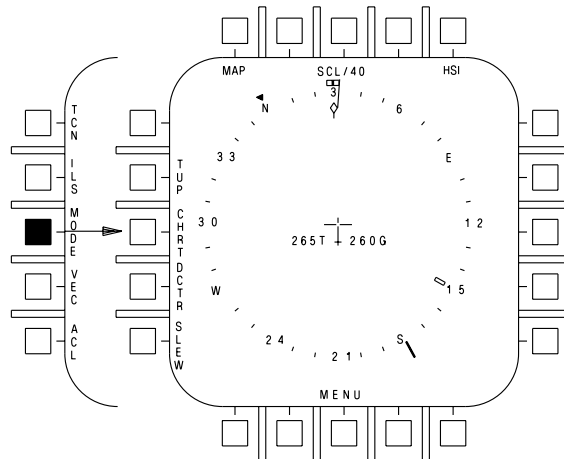 MAP SCL/40 HSI
TCN
ILS
MODE
VEC
ACL
TUP
CHRT
DCTR
SLEW
3
6
E
12
15
S
21
24
W
30
33
N
265T 260G
MENU